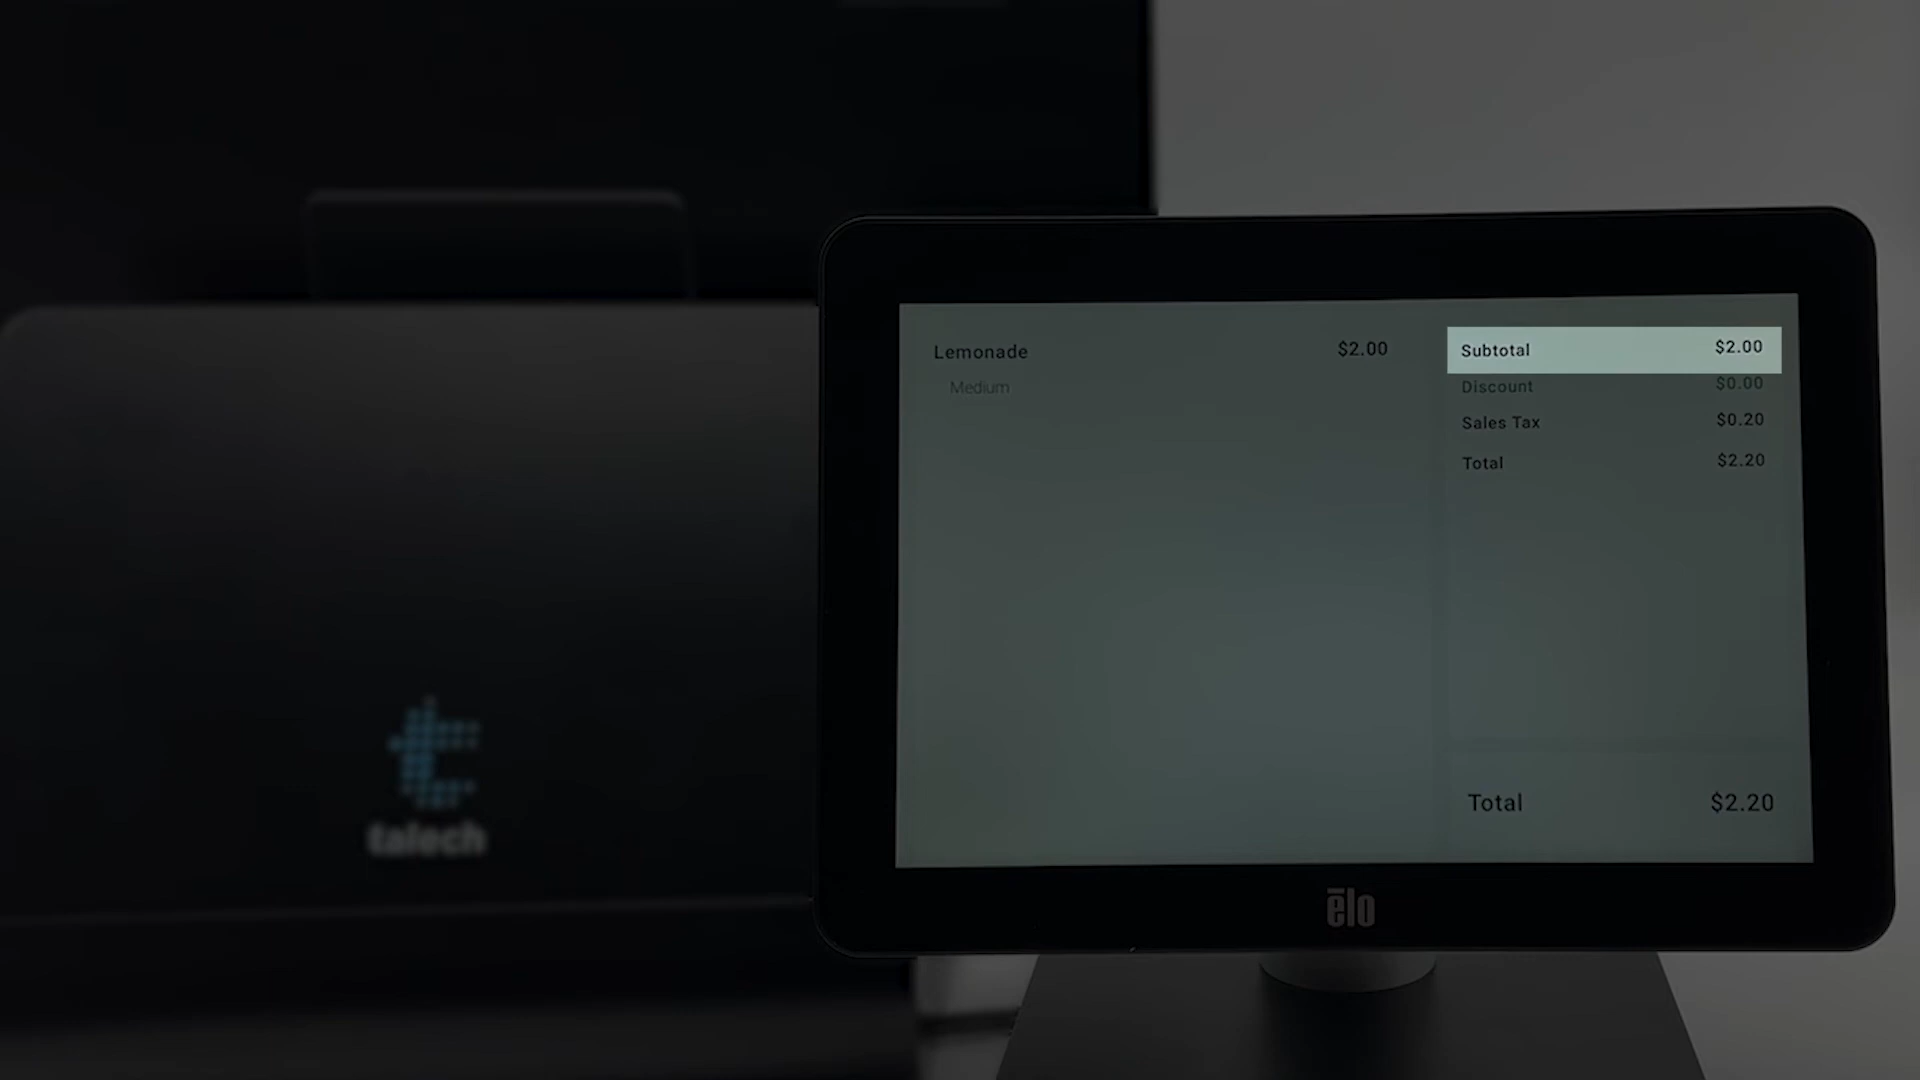 Lemonade $2.00
Medium
Subtotal $2.00
Discount $0.00
Sales Tax $0.20
Total $2.20
Total $2.20
talech
elo